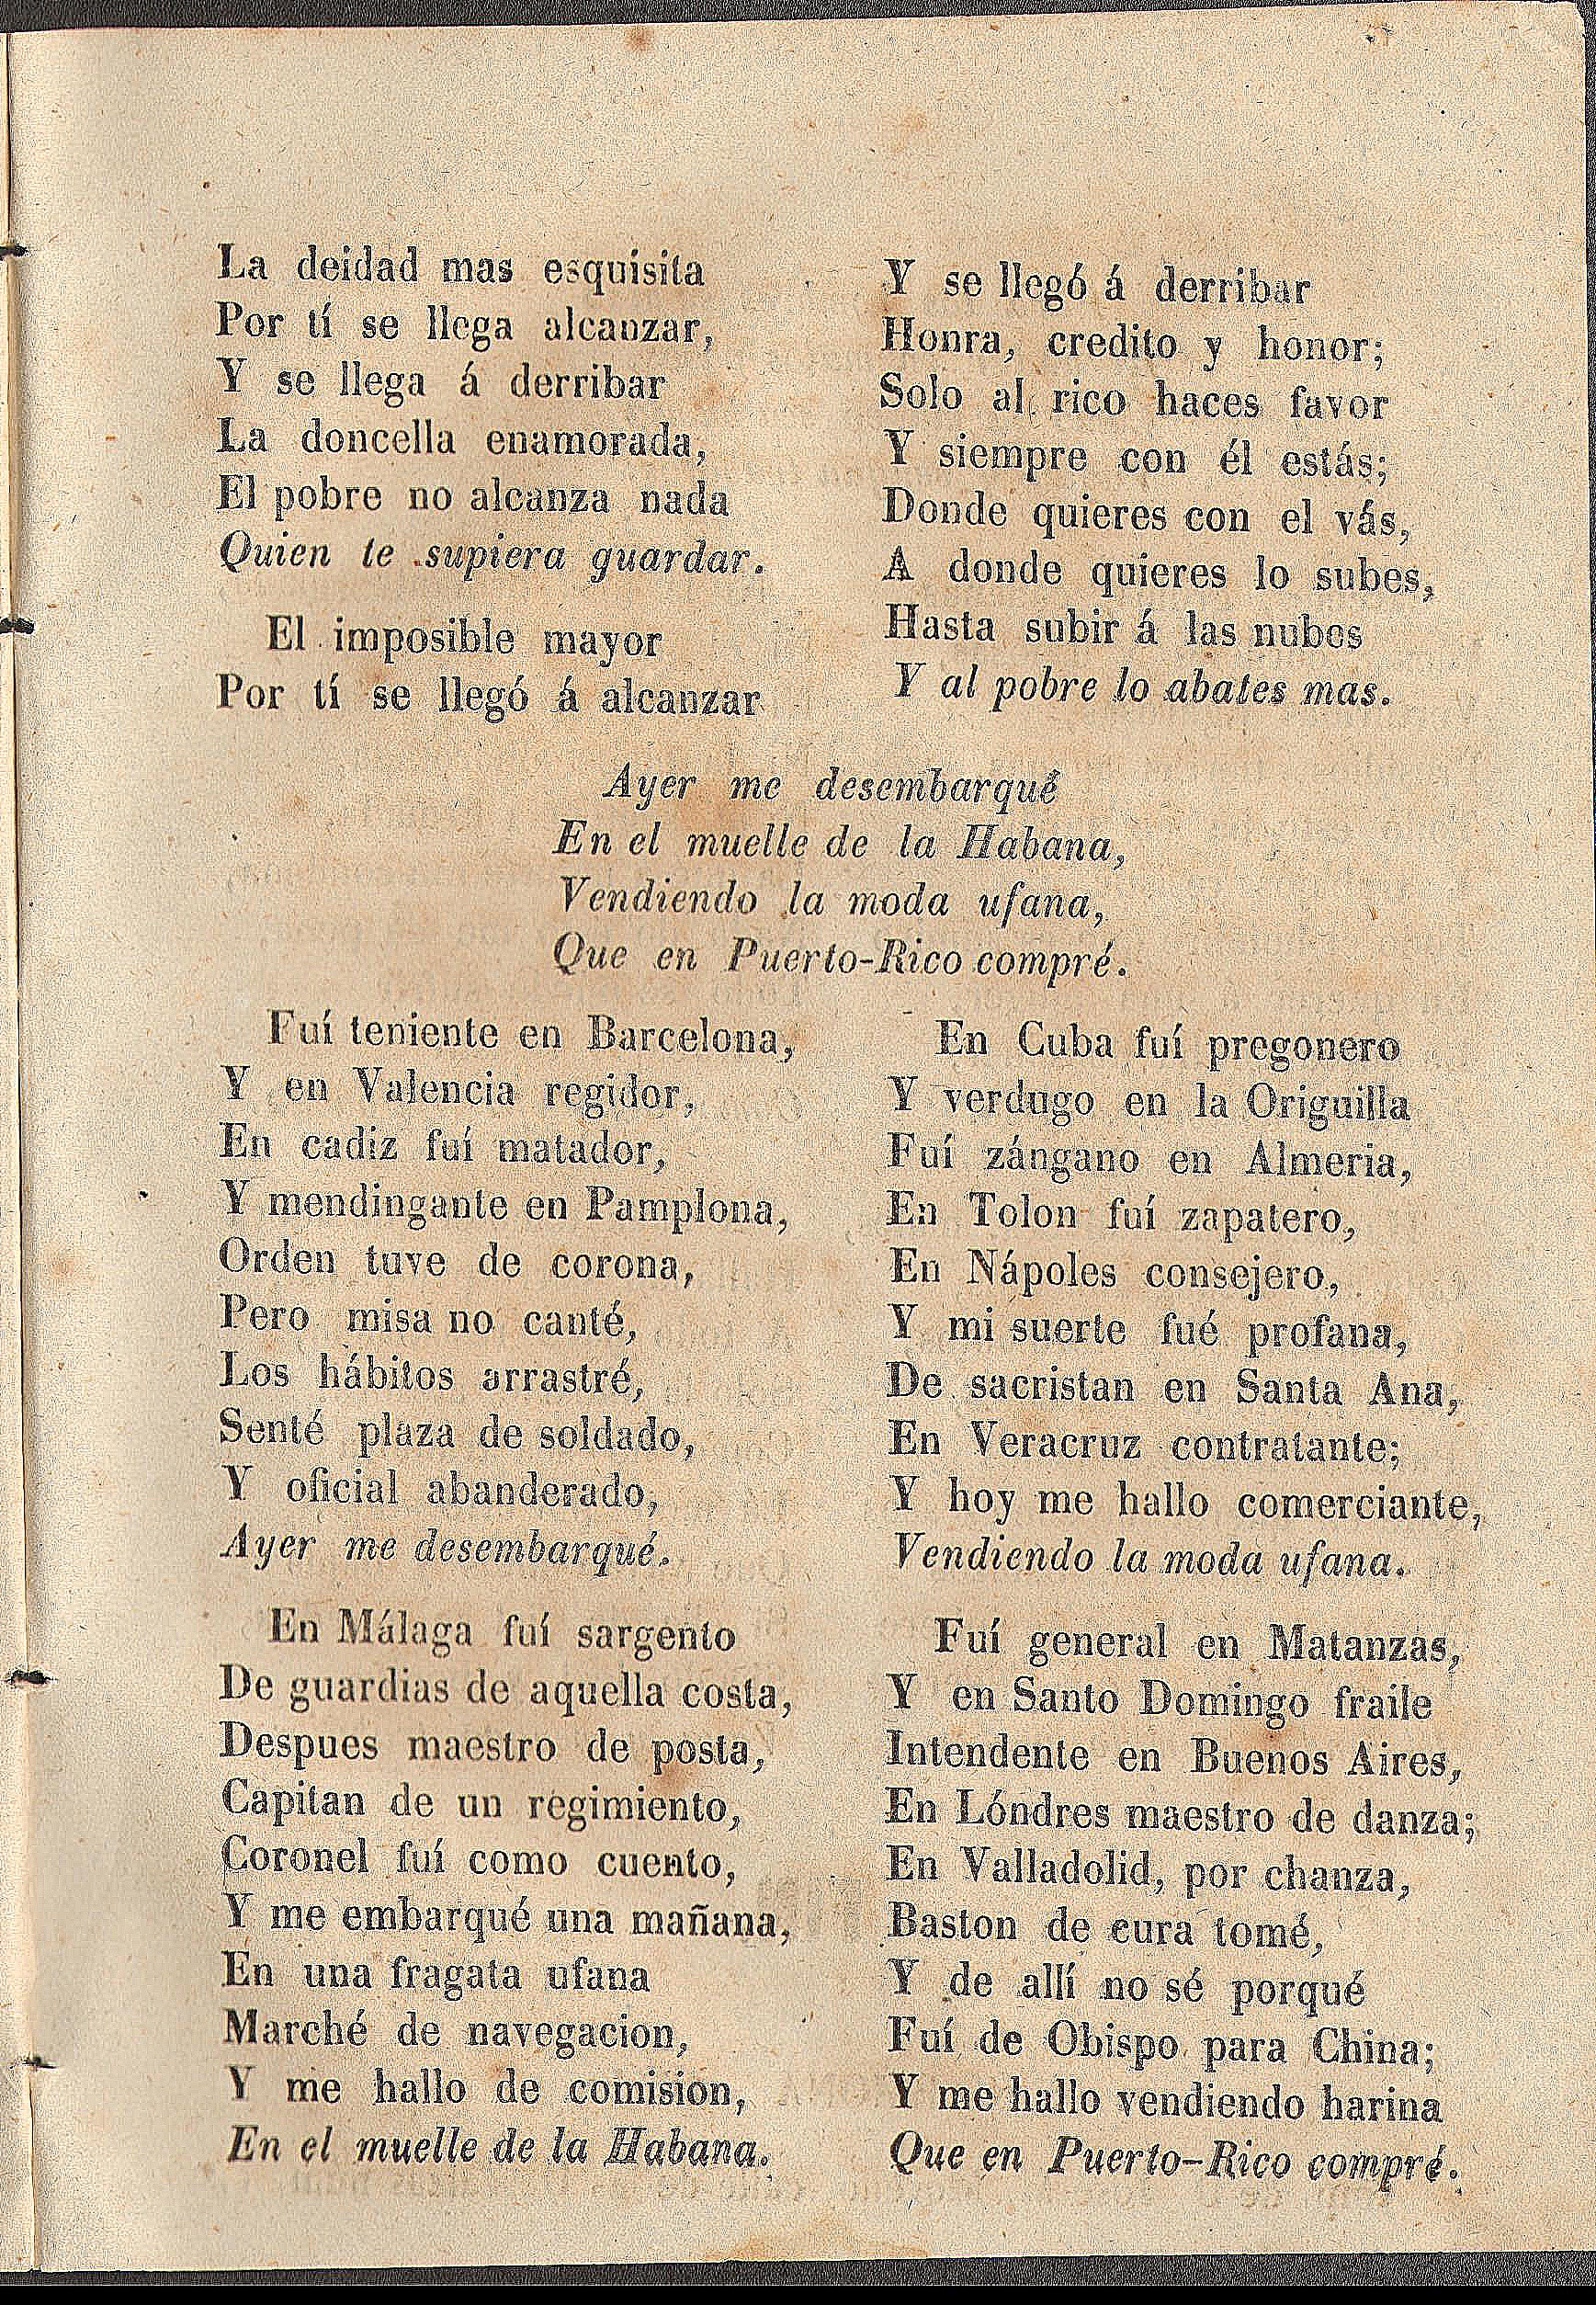 La deidad mas esquisita
Por tí se llega alcanzar,
Y se llega á derribar
La doncella enamorada,
El pobre no alcanza nada
Quien te supiera guardar.
El imposible mayor
Por tí se llegó á alcanzar
Y se llegó á derribar
Honra, credito y honor;
Solo al rico haces favor
Y siempre con él estás;
Donde quieres con el vás,
A donde quieres lo subes,
Hasta subir á las nubes
Y al pobre lo abates mas.
Ayer me desembarqué
En el muelle de la Habana,
Vendiendo la moda ufana,
Que en Puerto-Rico compré.
Fuí teniente en Barcelona,
Y en Valencia regidor,
En cadiz fuí matador,
Y mendingante en Pamplona,
Orden tuve de corona,
Pero misa no canté,
Los hábitos arrastré,
Senté plaza de soldado,
Y oficial abanderado,
Ayer me desembarqué.
En Málaga fuí sargento
De guardias de aquella costa,
Despues maestro de posta,
Capitan de un regimiento,
Coronel fuí como cuento,
Y me embarqué una mañana,
En una fragata ufana
Marché de navegacion,
Y me hallo de comision,
En el muelle de la Habana.
En Cuba fuí pregonero
Y verdugo en la Origuilla
Fuí zángano en Almeria,
En Tolon fuí zapatero,
En Nápoles consejero,
Y mi suerte fué profana,
De sacristan en Santa Ana,
En Veracruz contratante;
Y hoy me hallo comerciante,
Vendiendo la moda ufana.
Fuí general en Matanzas,
Y en Santo Domingo fraile
Intendente en Buenos Aires,
En Lóndres maestro de danza;
En Valladolid, por chanza,
Baston de cura tomé,
Y de allí no sé porqué
Fuí de Obispo para China;
Y me hallo vendiendo harina
Que en Puerto-Rico compré.